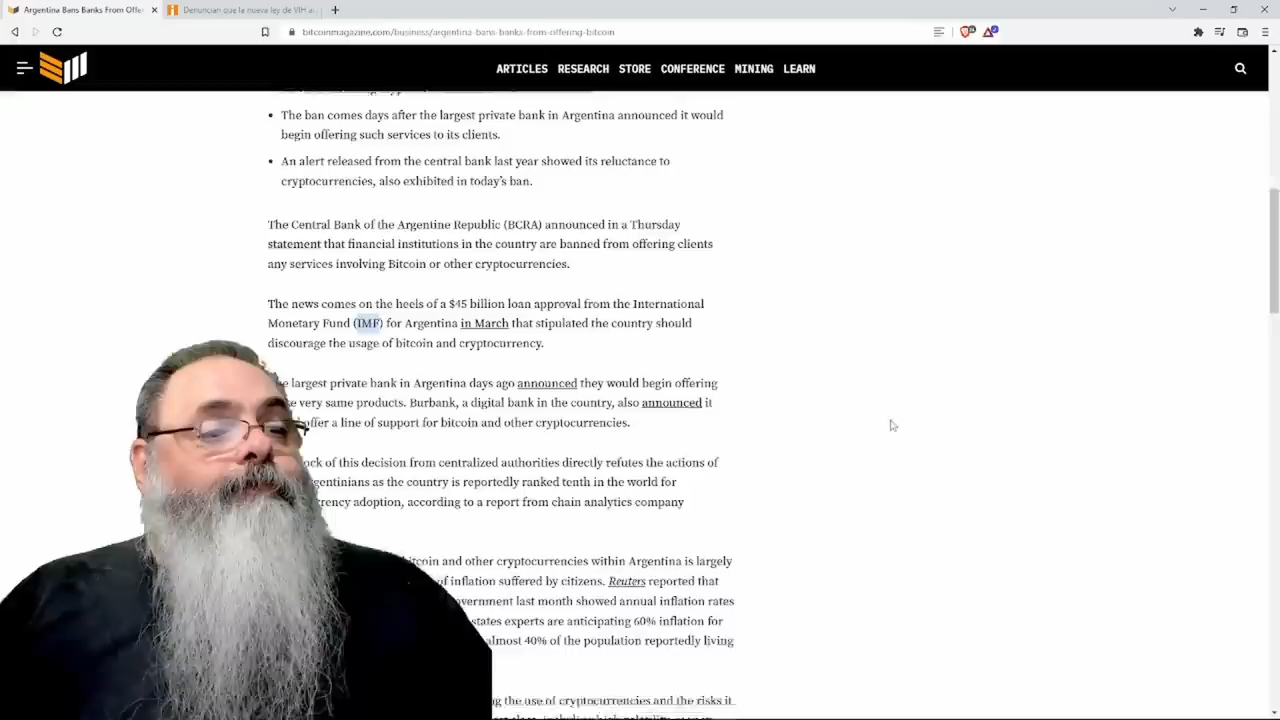 Argentina Bans Banks From Offe
Denuncian que la nueva ley de VIH
bitcoinmagazine.com/business/argentina-bans-banks-from-offering-bitcoin
ARTICLES RESEARCH STORE CONFERENCE MINING LEARN
The ban comes days after the largest private bank in Argentina announced it would
begin offering such services to its clients.
An alert released from the central bank last year showed its reluctance to
cryptocurrencies, also exhibited in today's ban.
The Central Bank of the Argentine Republic (BCRA) announced in a Thursday
statement that financial institutions in the country are banned from offering clients
any services involving Bitcoin or other cryptocurrencies.
The news comes on the heels of a $45 billion loan approval from the International
Monetary Fund (IMF) for Argentina in March that stipulated the country should
discourage the usage of bitcoin and cryptocurrency.
largest private bank in Argentina days ago announced they would begin offering
very same products. Burbank, a digital bank in the country, also announced it
offer a line of support for bitcoin and other cryptocurrencies.
of this decision from centralized authorities directly refutes the actions of
as the country is reportedly ranked tenth in the world for
adoption, according to a report from chain analytics company
and other cryptocurrencies within Argentina is largely
of inflation suffered by citizens. Reuters reported that
last month showed annual inflation rates
states experts are anticipating 60% inflation for
almost 40% of the population reportedly living
the use of cryptocurrencies and the risks it